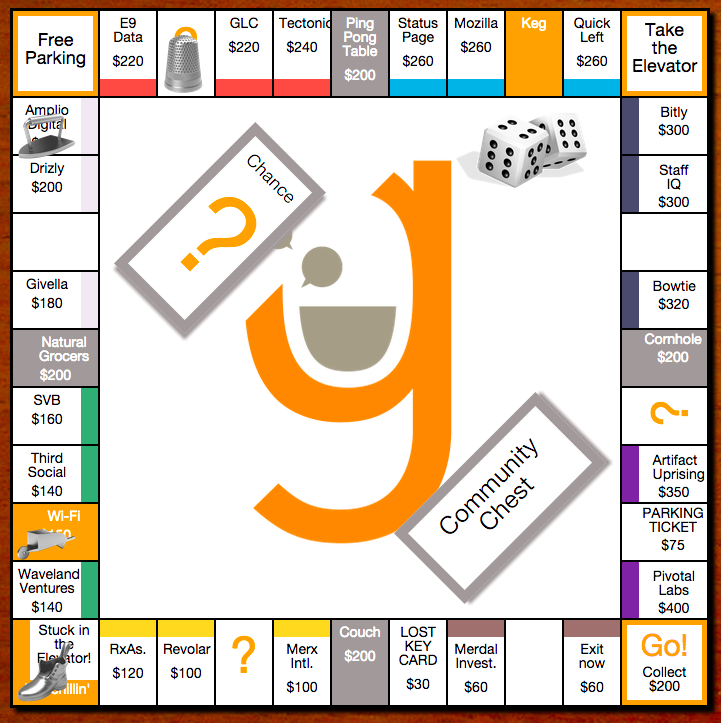 Free
Parking
E9
Data
$220
GLC
$220
Tectonic
$240
Ping
Pong
Table
$200
Status
Page
$260
Mozilla
$260
Keg
Quick
Left
$260
Take
the
Elevator
Amplio
Digital
Drizly
$200
Givella
$180
Natural
Grocers
$200
SVB
$160
Third
Social
$140
Wi-Fi
Waveland
Ventures
$140
Chance
?
g
Community
Chest
Bitly
$300
Staff
IQ
$300
Bowtie
$320
Cornhole
$200
?
Artifact
Uprising
$350
PARKING
TICKET
$75
Pivotal
Labs
$400
Stuck in
the
Elevator!
RxAs.
$120
Revolar
$100
?
Merx
Intl.
$100
Couch
$200
LOST
KEY
CARD
$30
Merdal
Invest.
$60
Exit
now
$60
Go!
Collect
$200